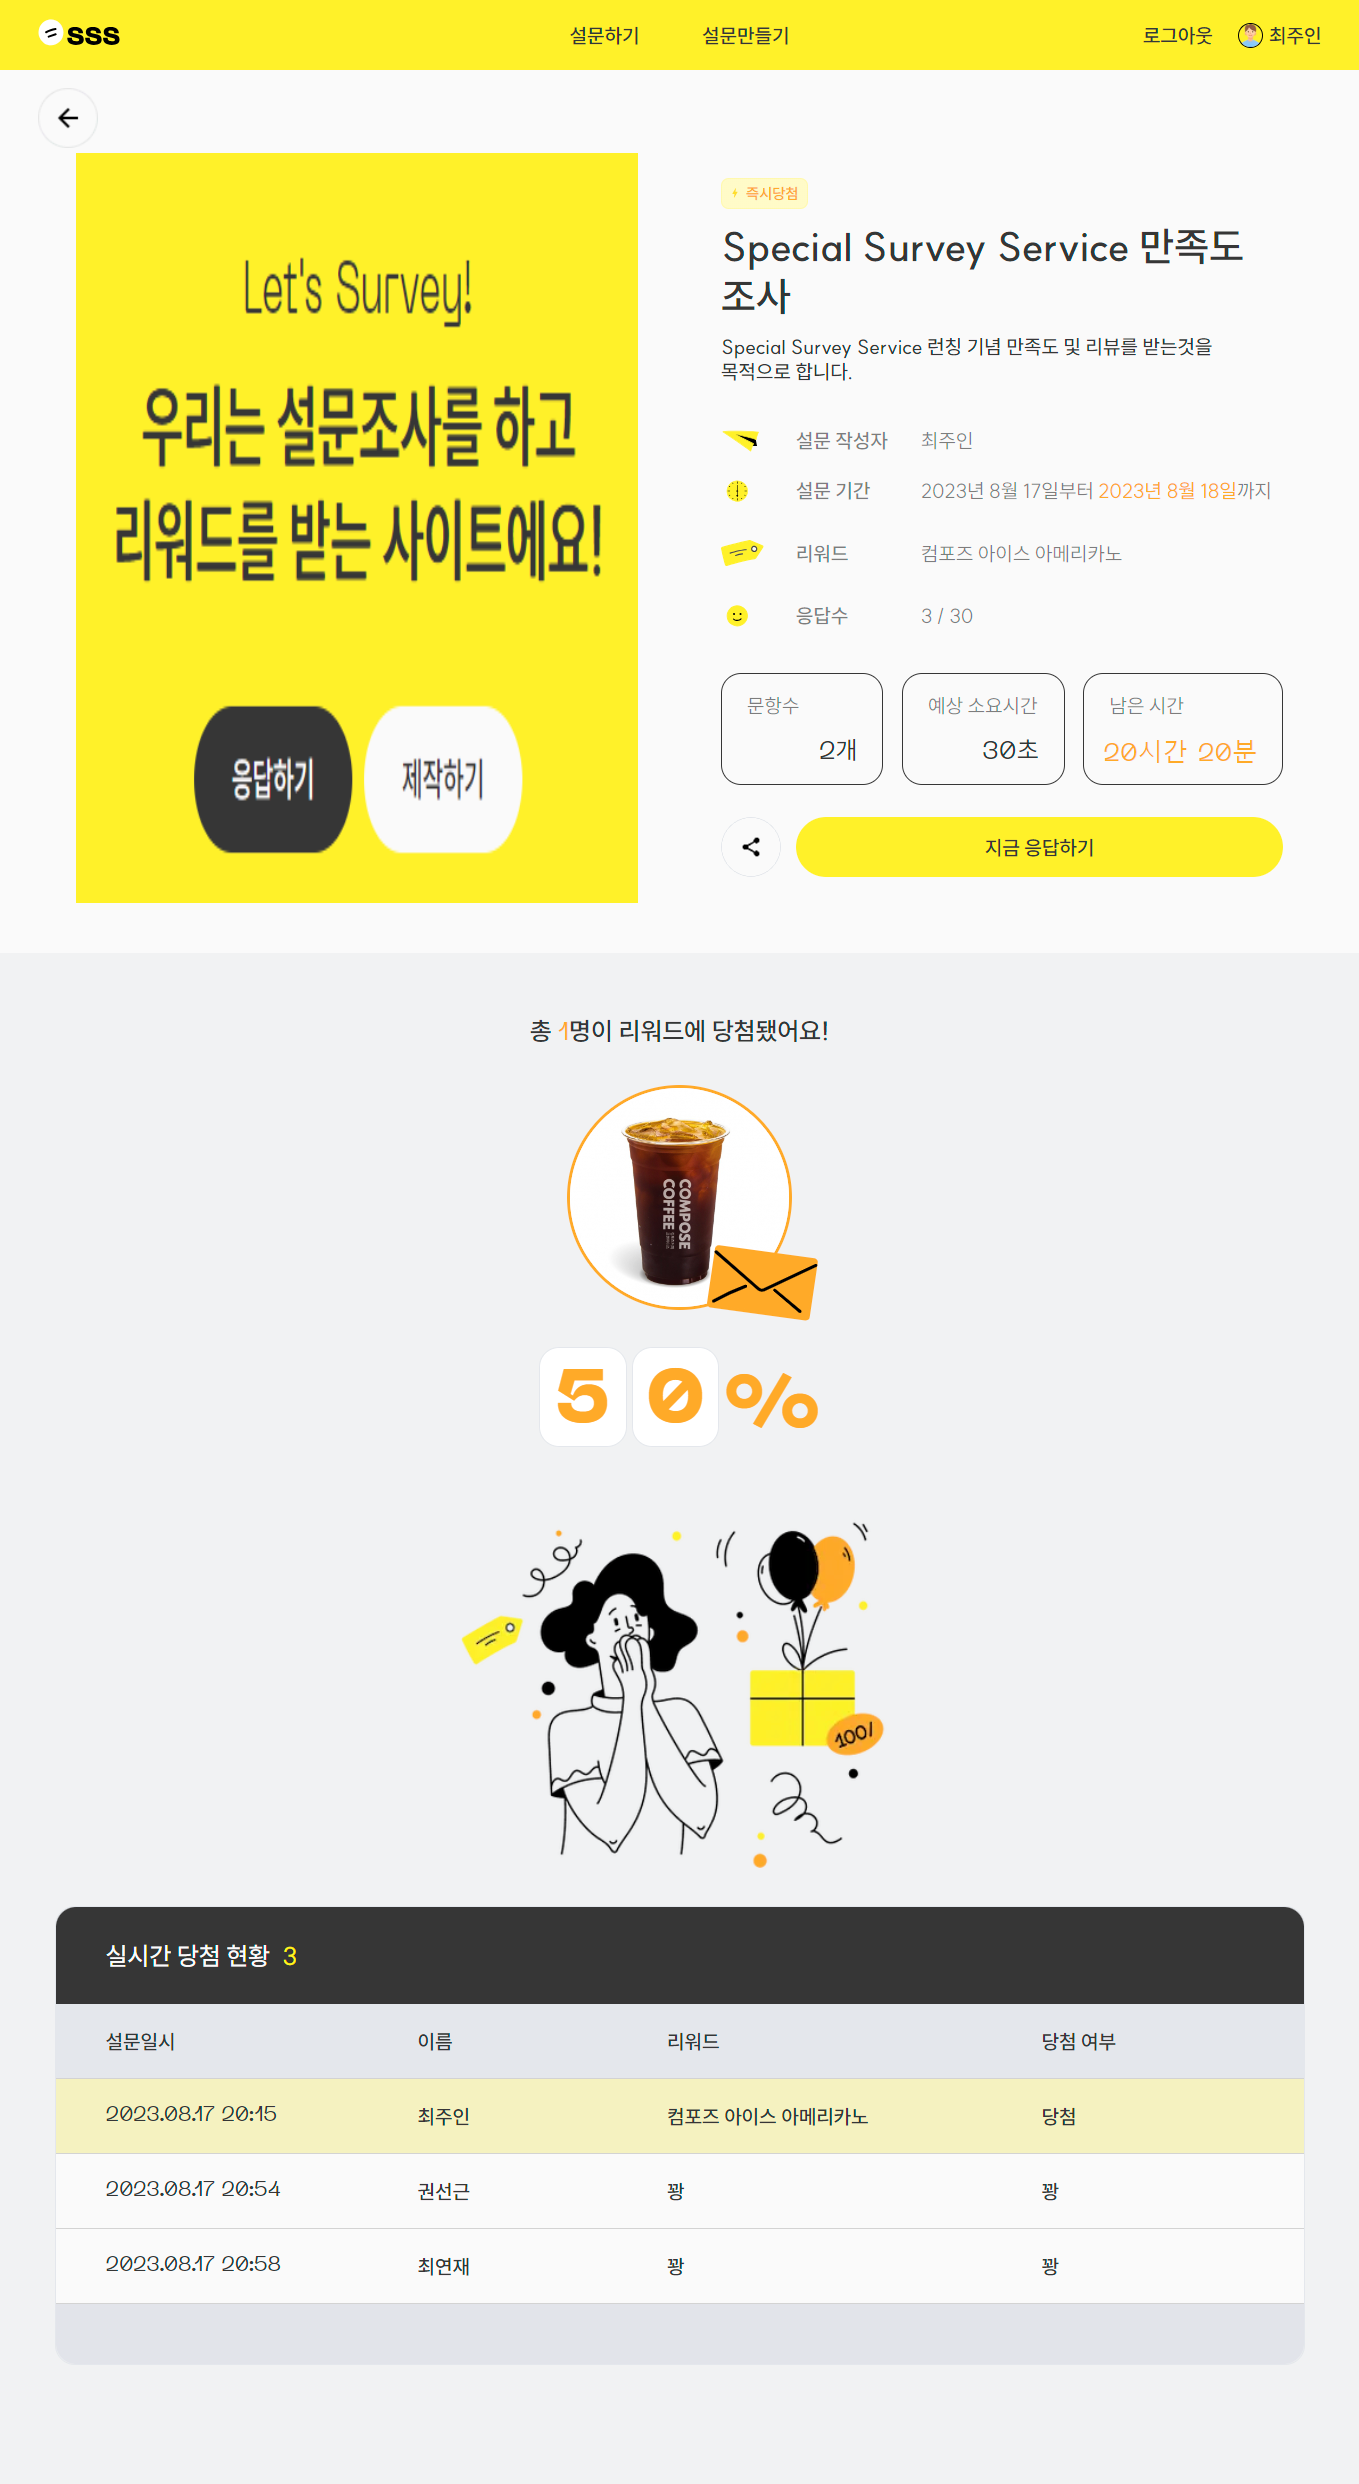 sss
설문하기
설문만들기
로그아웃
최주인
Let's Survey!
우리는 설문조사를 하고
리워드를 받는 사이트에요!
응답하기
제작하기
즉시당첨
Special Survey Service 만족도
조사
Special Survey Service 런칭 기념 만족도 및 리뷰를 받는것을
목적으로 합니다.
설문 작성자 최주인
설문 기간 2023년 8월 17일부터 2023년 8월 18일까지
리워드 컴포즈 아이스 아메리카노
응답수 3 / 30
문항수
2개
예상 소요시간
30초
남은 시간
20시간 20분
지금 응답하기
총 1명이 리워드에 당첨됐어요!
COMPOSE
COFFEE
50%
100/
실시간 당첨 현황 3
설문일시 이름 리워드 당첨 여부
2023.08.17 20:15 최주인 컴포즈 아이스 아메리카노 당첨
2023.08.17 20:54 권선근 꽝 꽝
2023.08.17 20:58 최연재 꽝 꽝